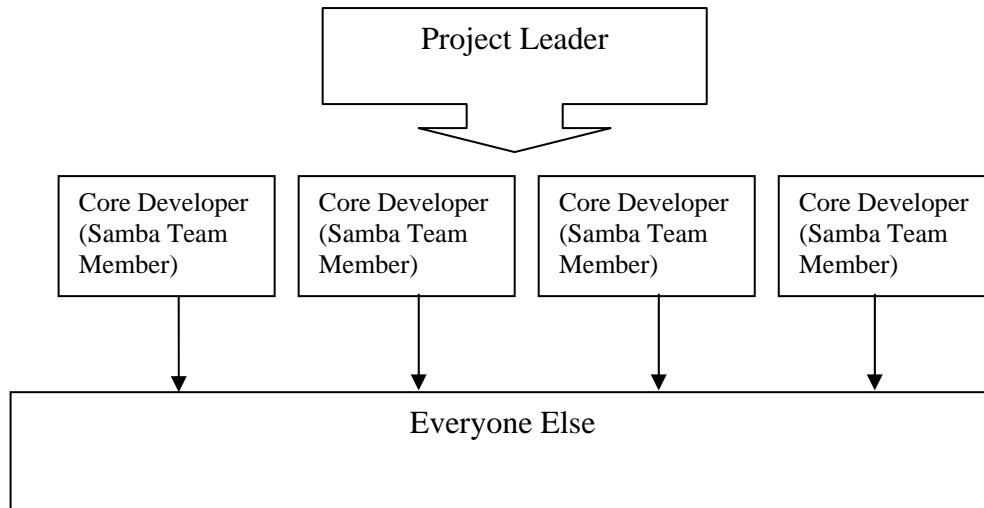 Project Leader
Core Developer
(Samba Team
Member)
Core Developer
(Samba Team
Member)
Core Developer
(Samba Team
Member)
Core Developer
(Samba Team
Member)
Everyone Else